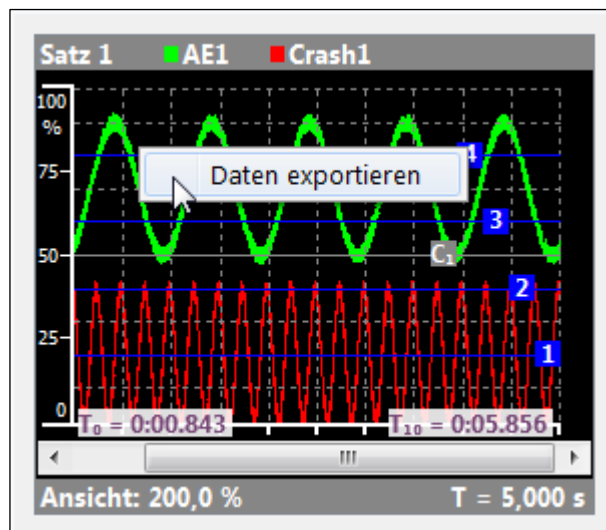 Satz 1 AE1 Crash1
100
%
4
Daten exportieren
75
3
50
C₁
2
25
1
0
T₀ = 0:00.843 T₁₀ = 0:05.856
Ansicht: 200,0 % T = 5,000 s